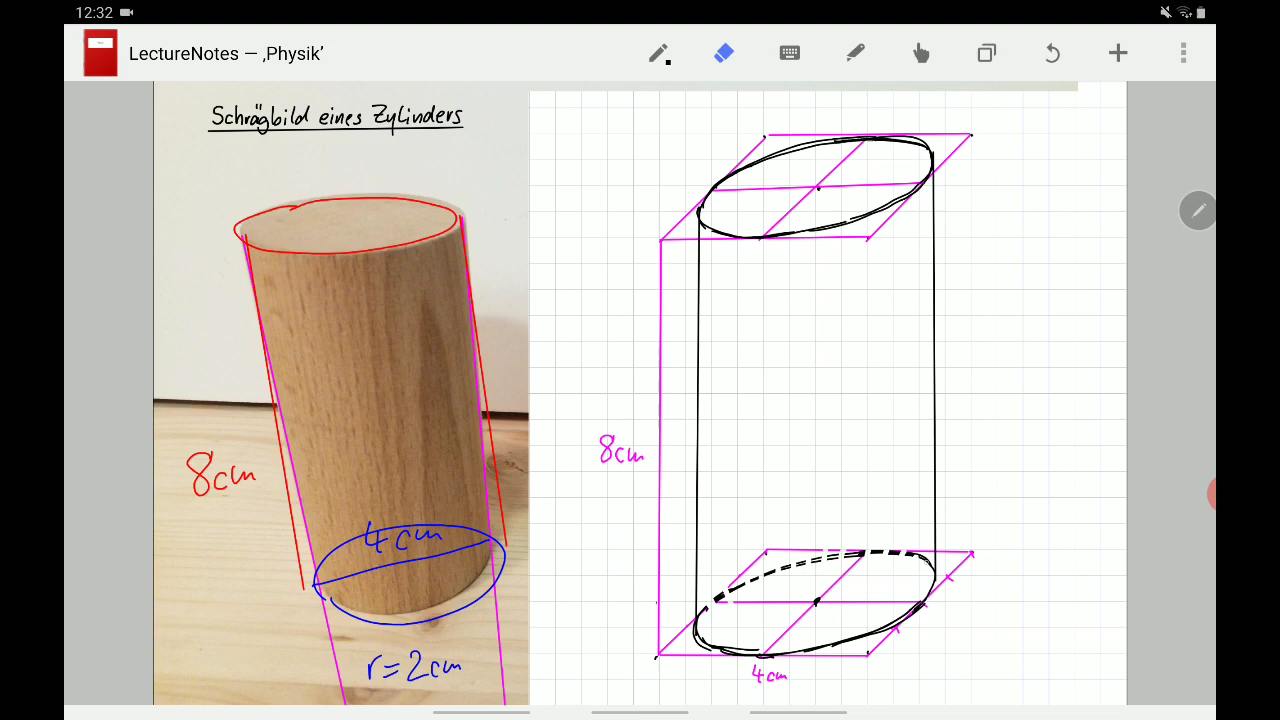 12:32
LectureNotes – ‚Physik’
Schrägbild eines Zylinders
8cm
4cm
r=2cm
8cm
4cm